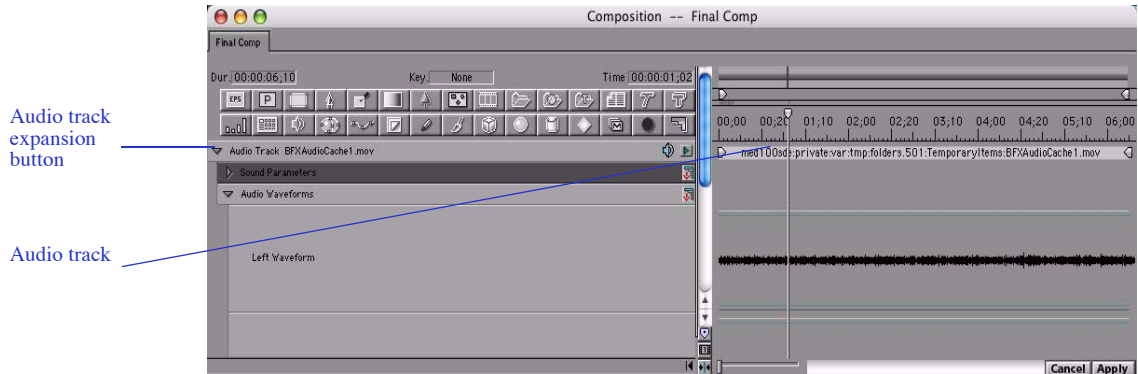 Composition -- Final Comp
Final Comp
Dur. 00:00:06;10 Key. None Time 00:00:01;02
EPS P T T
M
00;00 00;20 01;10 02;00 02;20 03;10 04;00 04;20 05;10 06;00
Audio track
expansion
button
Audio Track BFXAudioCache1.mov
med100sde:private:var:tmp:folders.501:TemporaryItems:BFXAudioCache1.mov
Sound Parameters
Audio Waveforms
Audio track
Left Waveform
Cancel Apply